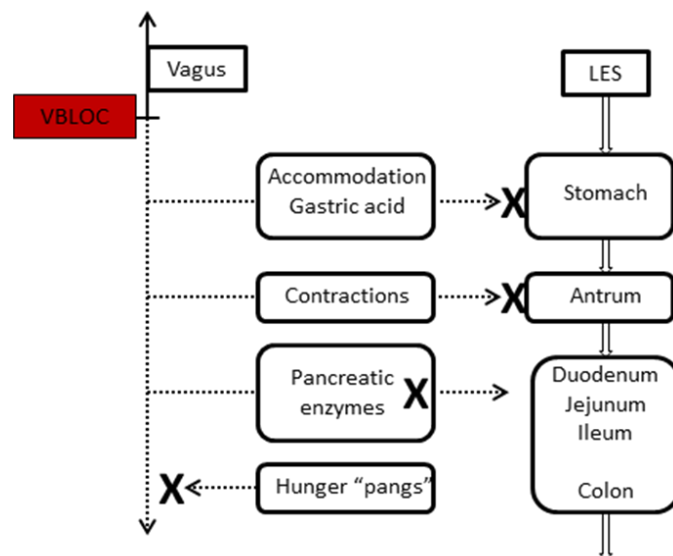 Vagus
LES
VBLOC
Accommodation
Gastric acid
X
Stomach
Contractions
X
Antrum
Pancreatic
enzymes
X
Duodenum
Jejunum
Ileum
Colon
X
Hunger “pangs”